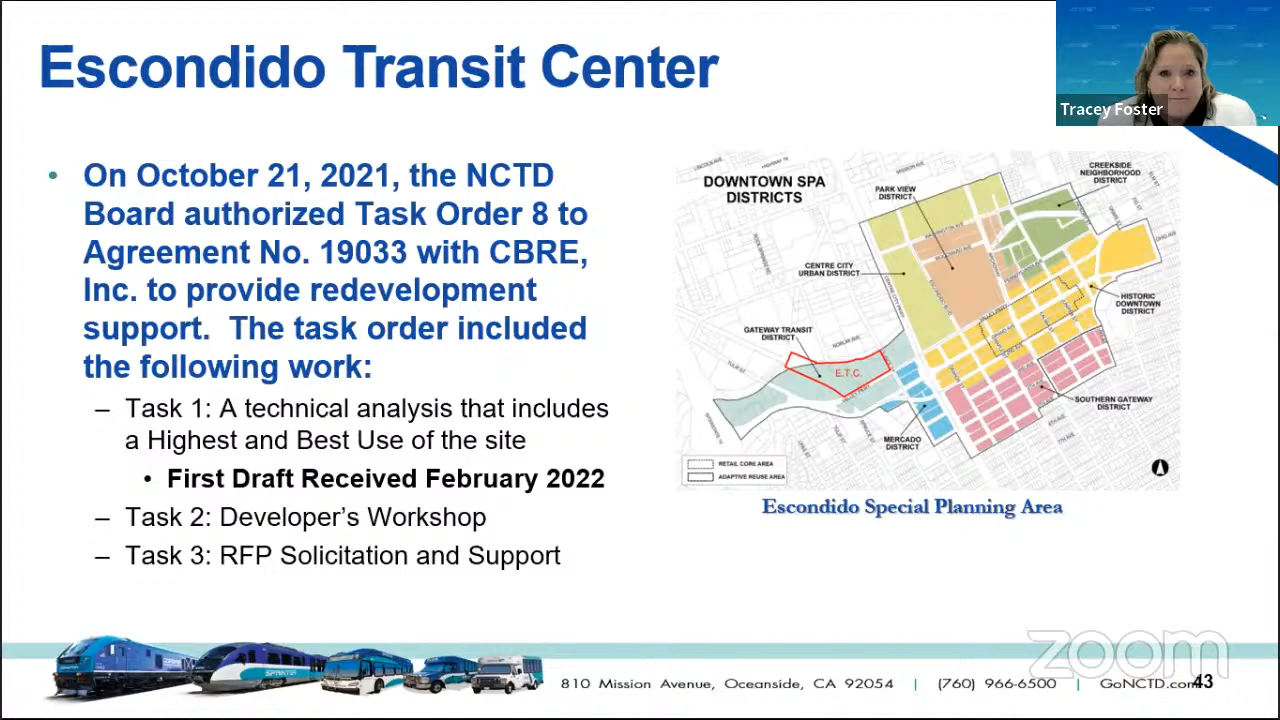 Escondido Transit Center
Tracey Foster
• On October 21, 2021, the NCTD
Board authorized Task Order 8 to
Agreement No. 19033 with CBRE,
Inc. to provide redevelopment
support. The task order included
the following work:
– Task 1: A technical analysis that includes
a Highest and Best Use of the site
• First Draft Received February 2022
– Task 2: Developer’s Workshop
– Task 3: RFP Solicitation and Support
DOWNTOWN SPA
DISTRICTS
CREEKSIDE
NEIGHBORHOOD
DISTRICT
PARK VIEW
DISTRICT
CENTRE CITY
URBAN DISTRICT
HISTORIC
DOWNTOWN
DISTRICT
GATEWAY TRANSIT
DISTRICT
E.T.C.
SOUTHERN GATEWAY
DISTRICT
MERCADO
DISTRICT
RETAIL CORE AREA
ADAPTIVE REUSE AREA
Escondido Special Planning Area
SPRINTER
zoom
810 Mission Avenue, Oceanside, CA 92054 | (760) 966-6500 | GoNCTD.com
43